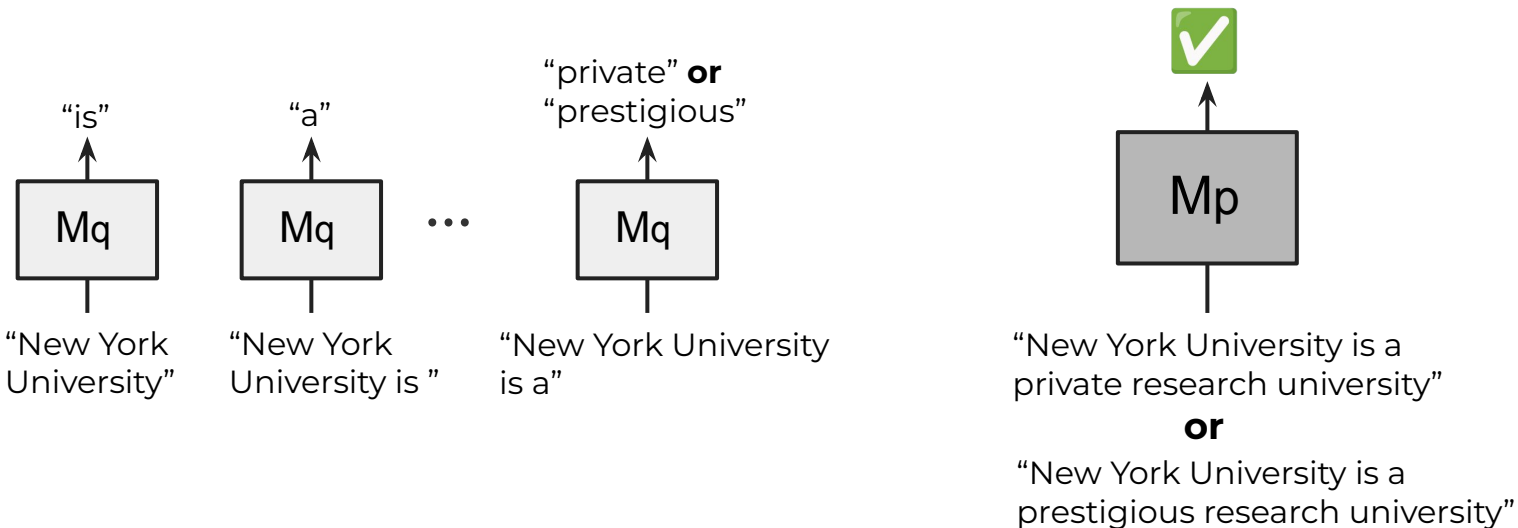 “is”
“a”
“private” or
“prestigious”
Mq
Mq
...
Mq
“New York
University”
“New York
University is ”
“New York University
is a”
✅
Mp
“New York University is a
private research university”
or
“New York University is a
prestigious research university”